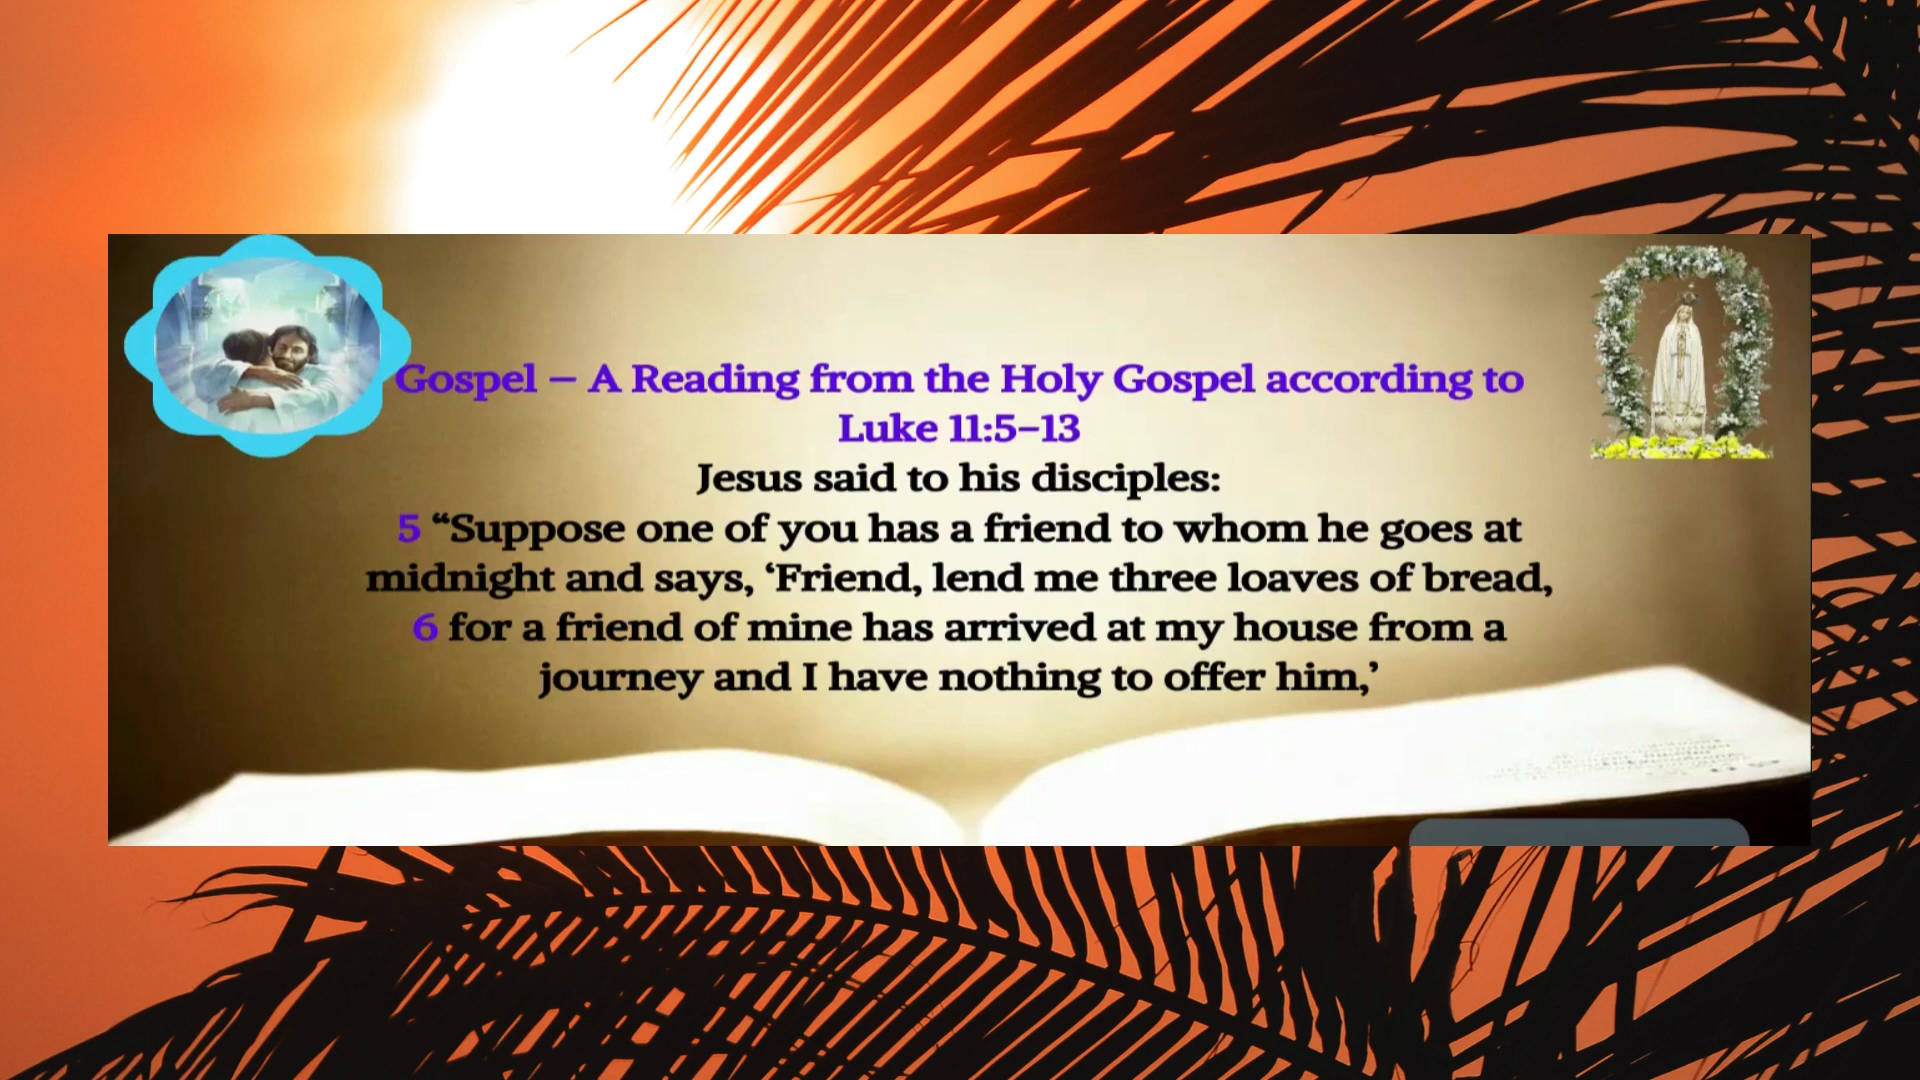 Gospel – A Reading from the Holy Gospel according to
Luke 11:5–13
Jesus said to his disciples:
5 “Suppose one of you has a friend to whom he goes at
midnight and says, ‘Friend, lend me three loaves of bread,
6 for a friend of mine has arrived at my house from a
journey and I have nothing to offer him,’